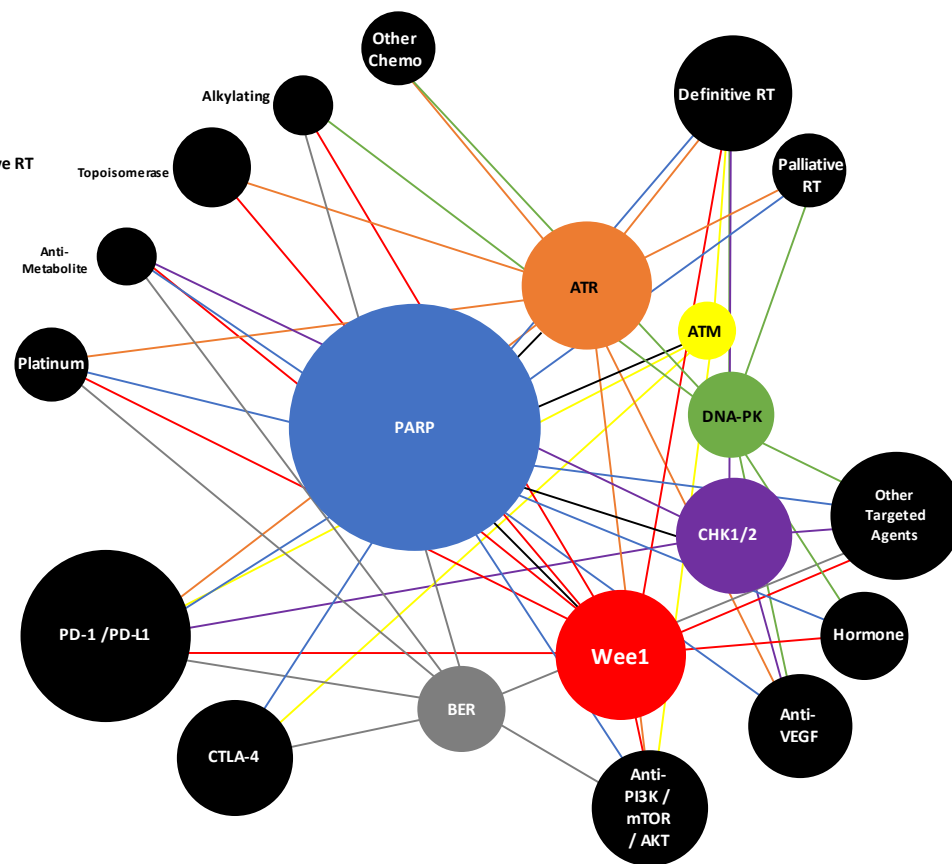 Other
Chemo
Alkylating
Definitive RT
ve RT
Topoisomerase
Palliative
RT
Anti-
Metabolite
ATR
ATM
Platinum
DNA-PK
PARP
Other
Targeted
Agents
CHK1/2
PD-1 /PD-L1
Wee1
Hormone
BER
Anti-
VEGF
CTLA-4
Anti-
PI3K /
mTOR
/ AKT